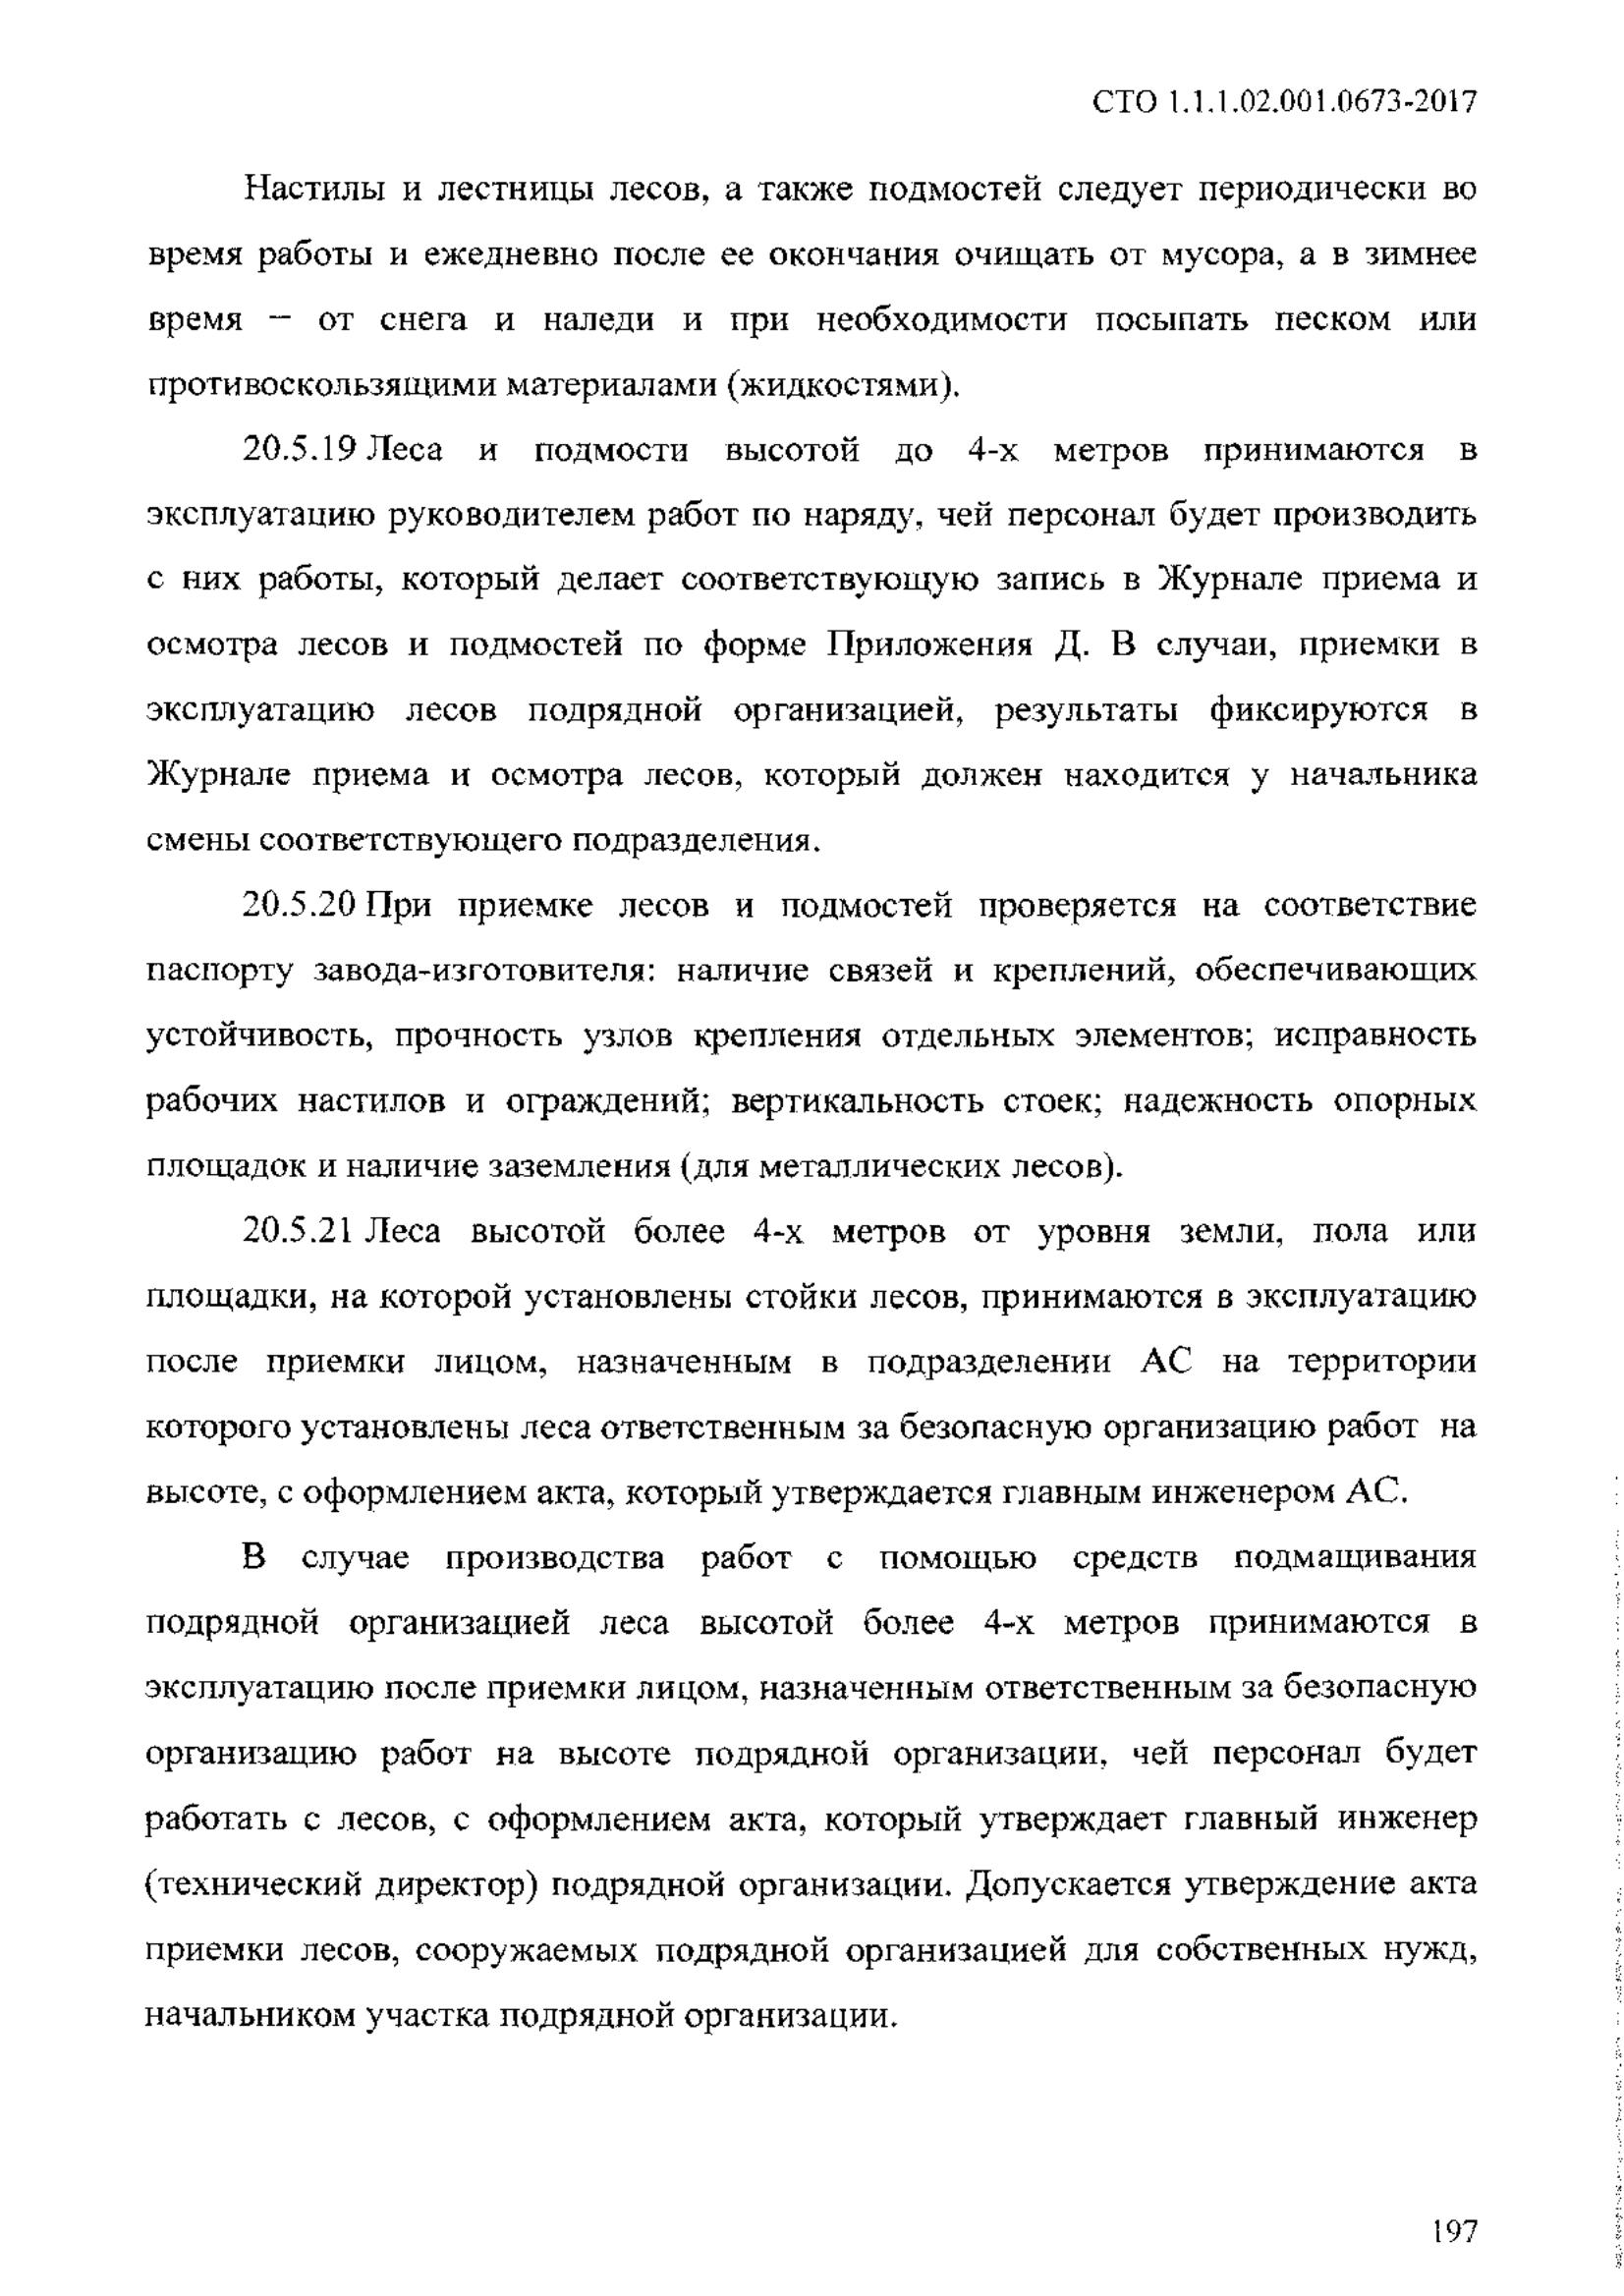 СТО 1.1.1.02.001.0673-2017
Настилы и лестницы лесов, а также подмостей следует периодически во
время работы и ежедневно после ее окончания очищать от мусора, а в зимнее
время – от снега и наледи и при необходимости посыпать песком или
противоскользящими материалами (жидкостями).
20.5.19 Леса и подмости высотой до 4-х метров принимаются в
эксплуатацию руководителем работ по наряду, чей персонал будет производить
с них работы, который делает соответствующую запись в Журнале приема и
осмотра лесов и подмостей по форме Приложения Д. В случаи, приемки в
эксплуатацию лесов подрядной организацией, результаты фиксируются в
Журнале приема и осмотра лесов, который должен находится у начальника
смены соответствующего подразделения.
20.5.20 При приемке лесов и подмостей проверяется на соответствие
паспорту завода-изготовителя: наличие связей и креплений, обеспечивающих
устойчивость, прочность узлов крепления отдельных элементов; исправность
рабочих настилов и ограждений; вертикальность стоек; надежность опорных
площадок и наличие заземления (для металлических лесов).
20.5.21 Леса высотой более 4-х метров от уровня земли, пола или
площадки, на которой установлены стойки лесов, принимаются в эксплуатацию
после приемки лицом, назначенным в подразделении АС на территории
которого установлены леса ответственным за безопасную организацию работ на
высоте, с оформлением акта, который утверждается главным инженером АС.
В случае производства работ с помощью средств подмащивания
подрядной организацией леса высотой более 4-х метров принимаются в
эксплуатацию после приемки лицом, назначенным ответственным за безопасную
организацию работ на высоте подрядной организации, чей персонал будет
работать с лесов, с оформлением акта, который утверждает главный инженер
(технический директор) подрядной организации. Допускается утверждение акта
приемки лесов, сооружаемых подрядной организацией для собственных нужд,
начальником участка подрядной организации.
197